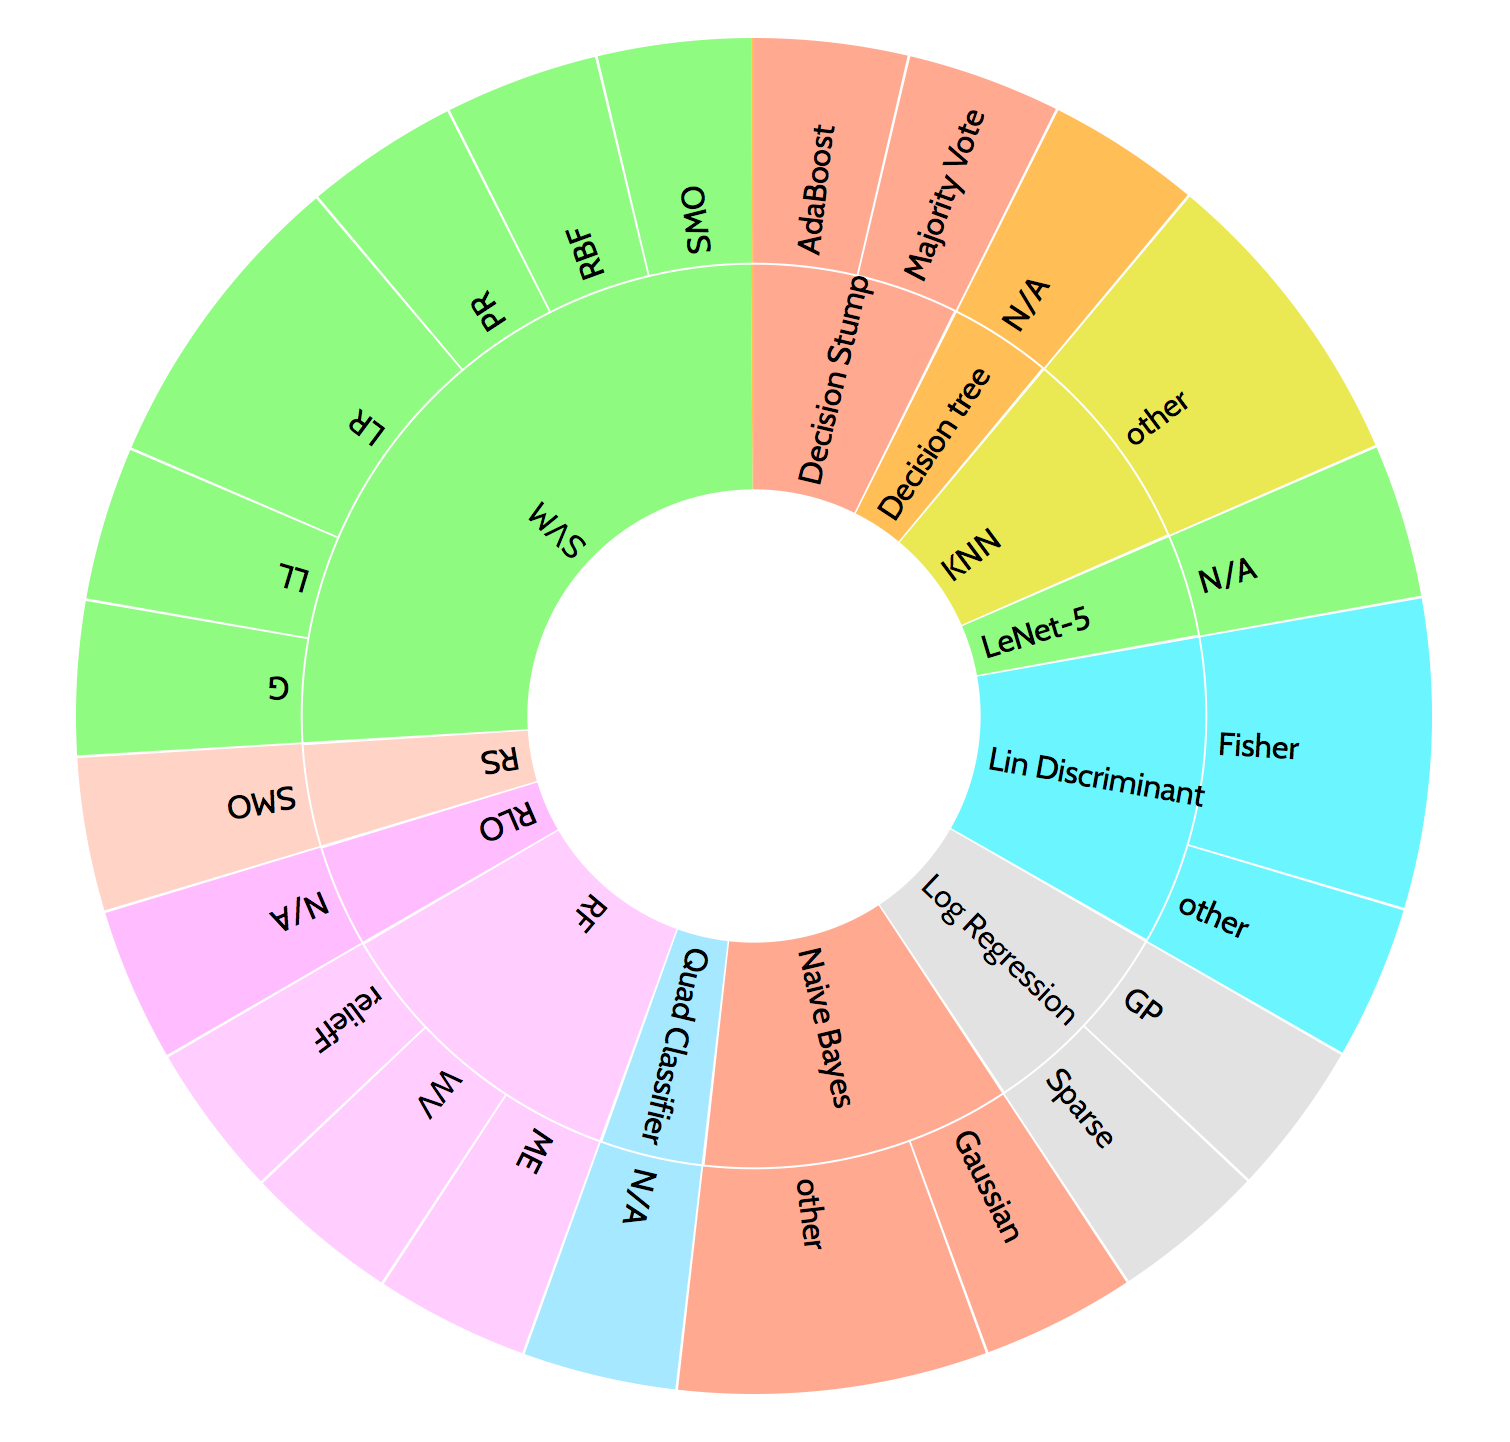 AdaBoost
Majority Vote
Decision Stump
N/A
Decision tree
other
KNN
N/A
LeNet-5
Fisher
other
Lin Discriminant
GP
Sparse
Log Regression
Gaussian
other
Naive Bayes
N/A
Quad Classifier
ME
WV
reliefF
RF
N/A
RLO
SMO
RS
G
LL
LR
PR
RBF
SMO
SVM